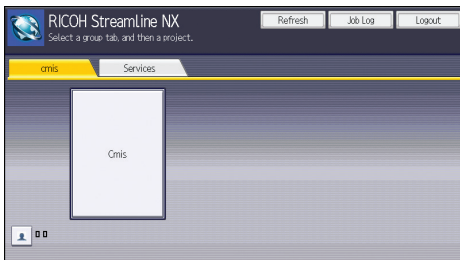 RICOH Streamline NX
Select a group tab, and then a project.
Refresh
Job Log
Logout
cmis
Services
Cmis